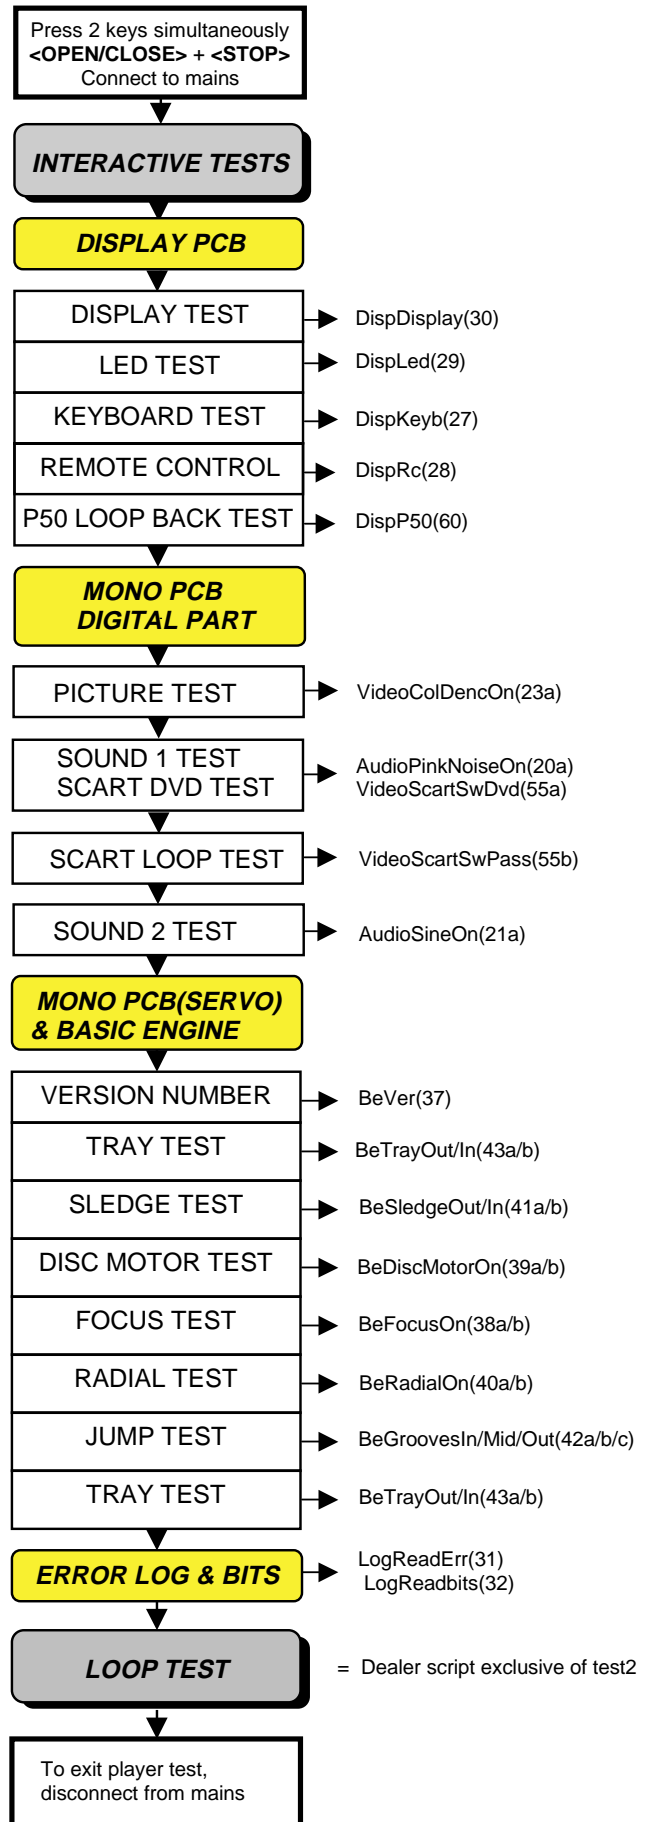 Press 2 keys simultaneously
<OPEN/CLOSE> + <STOP>
Connect to mains
INTERACTIVE TESTS
DISPLAY PCB
DISPLAY TEST
DispDisplay(30)
LED TEST
DispLed(29)
KEYBOARD TEST
DispKeyb(27)
REMOTE CONTROL
DispRc(28)
P50 LOOP BACK TEST
DispP50(60)
MONO PCB
DIGITAL PART
PICTURE TEST
VideoColDencOn(23a)
SOUND 1 TEST
SCART DVD TEST
AudioPinkNoiseOn(20a)
VideoScartSwDvd(55a)
SCART LOOP TEST
VideoScartSwPass(55b)
SOUND 2 TEST
AudioSineOn(21a)
MONO PCB(SERVO)
& BASIC ENGINE
VERSION NUMBER
BeVer(37)
TRAY TEST
BeTrayOut/In(43a/b)
SLEDGE TEST
BeSledgeOut/In(41a/b)
DISC MOTOR TEST
BeDiscMotorOn(39a/b)
FOCUS TEST
BeFocusOn(38a/b)
RADIAL TEST
BeRadialOn(40a/b)
JUMP TEST
BeGroovesIn/Mid/Out(42a/b/c)
TRAY TEST
BeTrayOut/In(43a/b)
ERROR LOG & BITS
LogReadErr(31)
LogReadbits(32)
LOOP TEST
= Dealer script exclusive of test2
To exit player test,
disconnect from mains